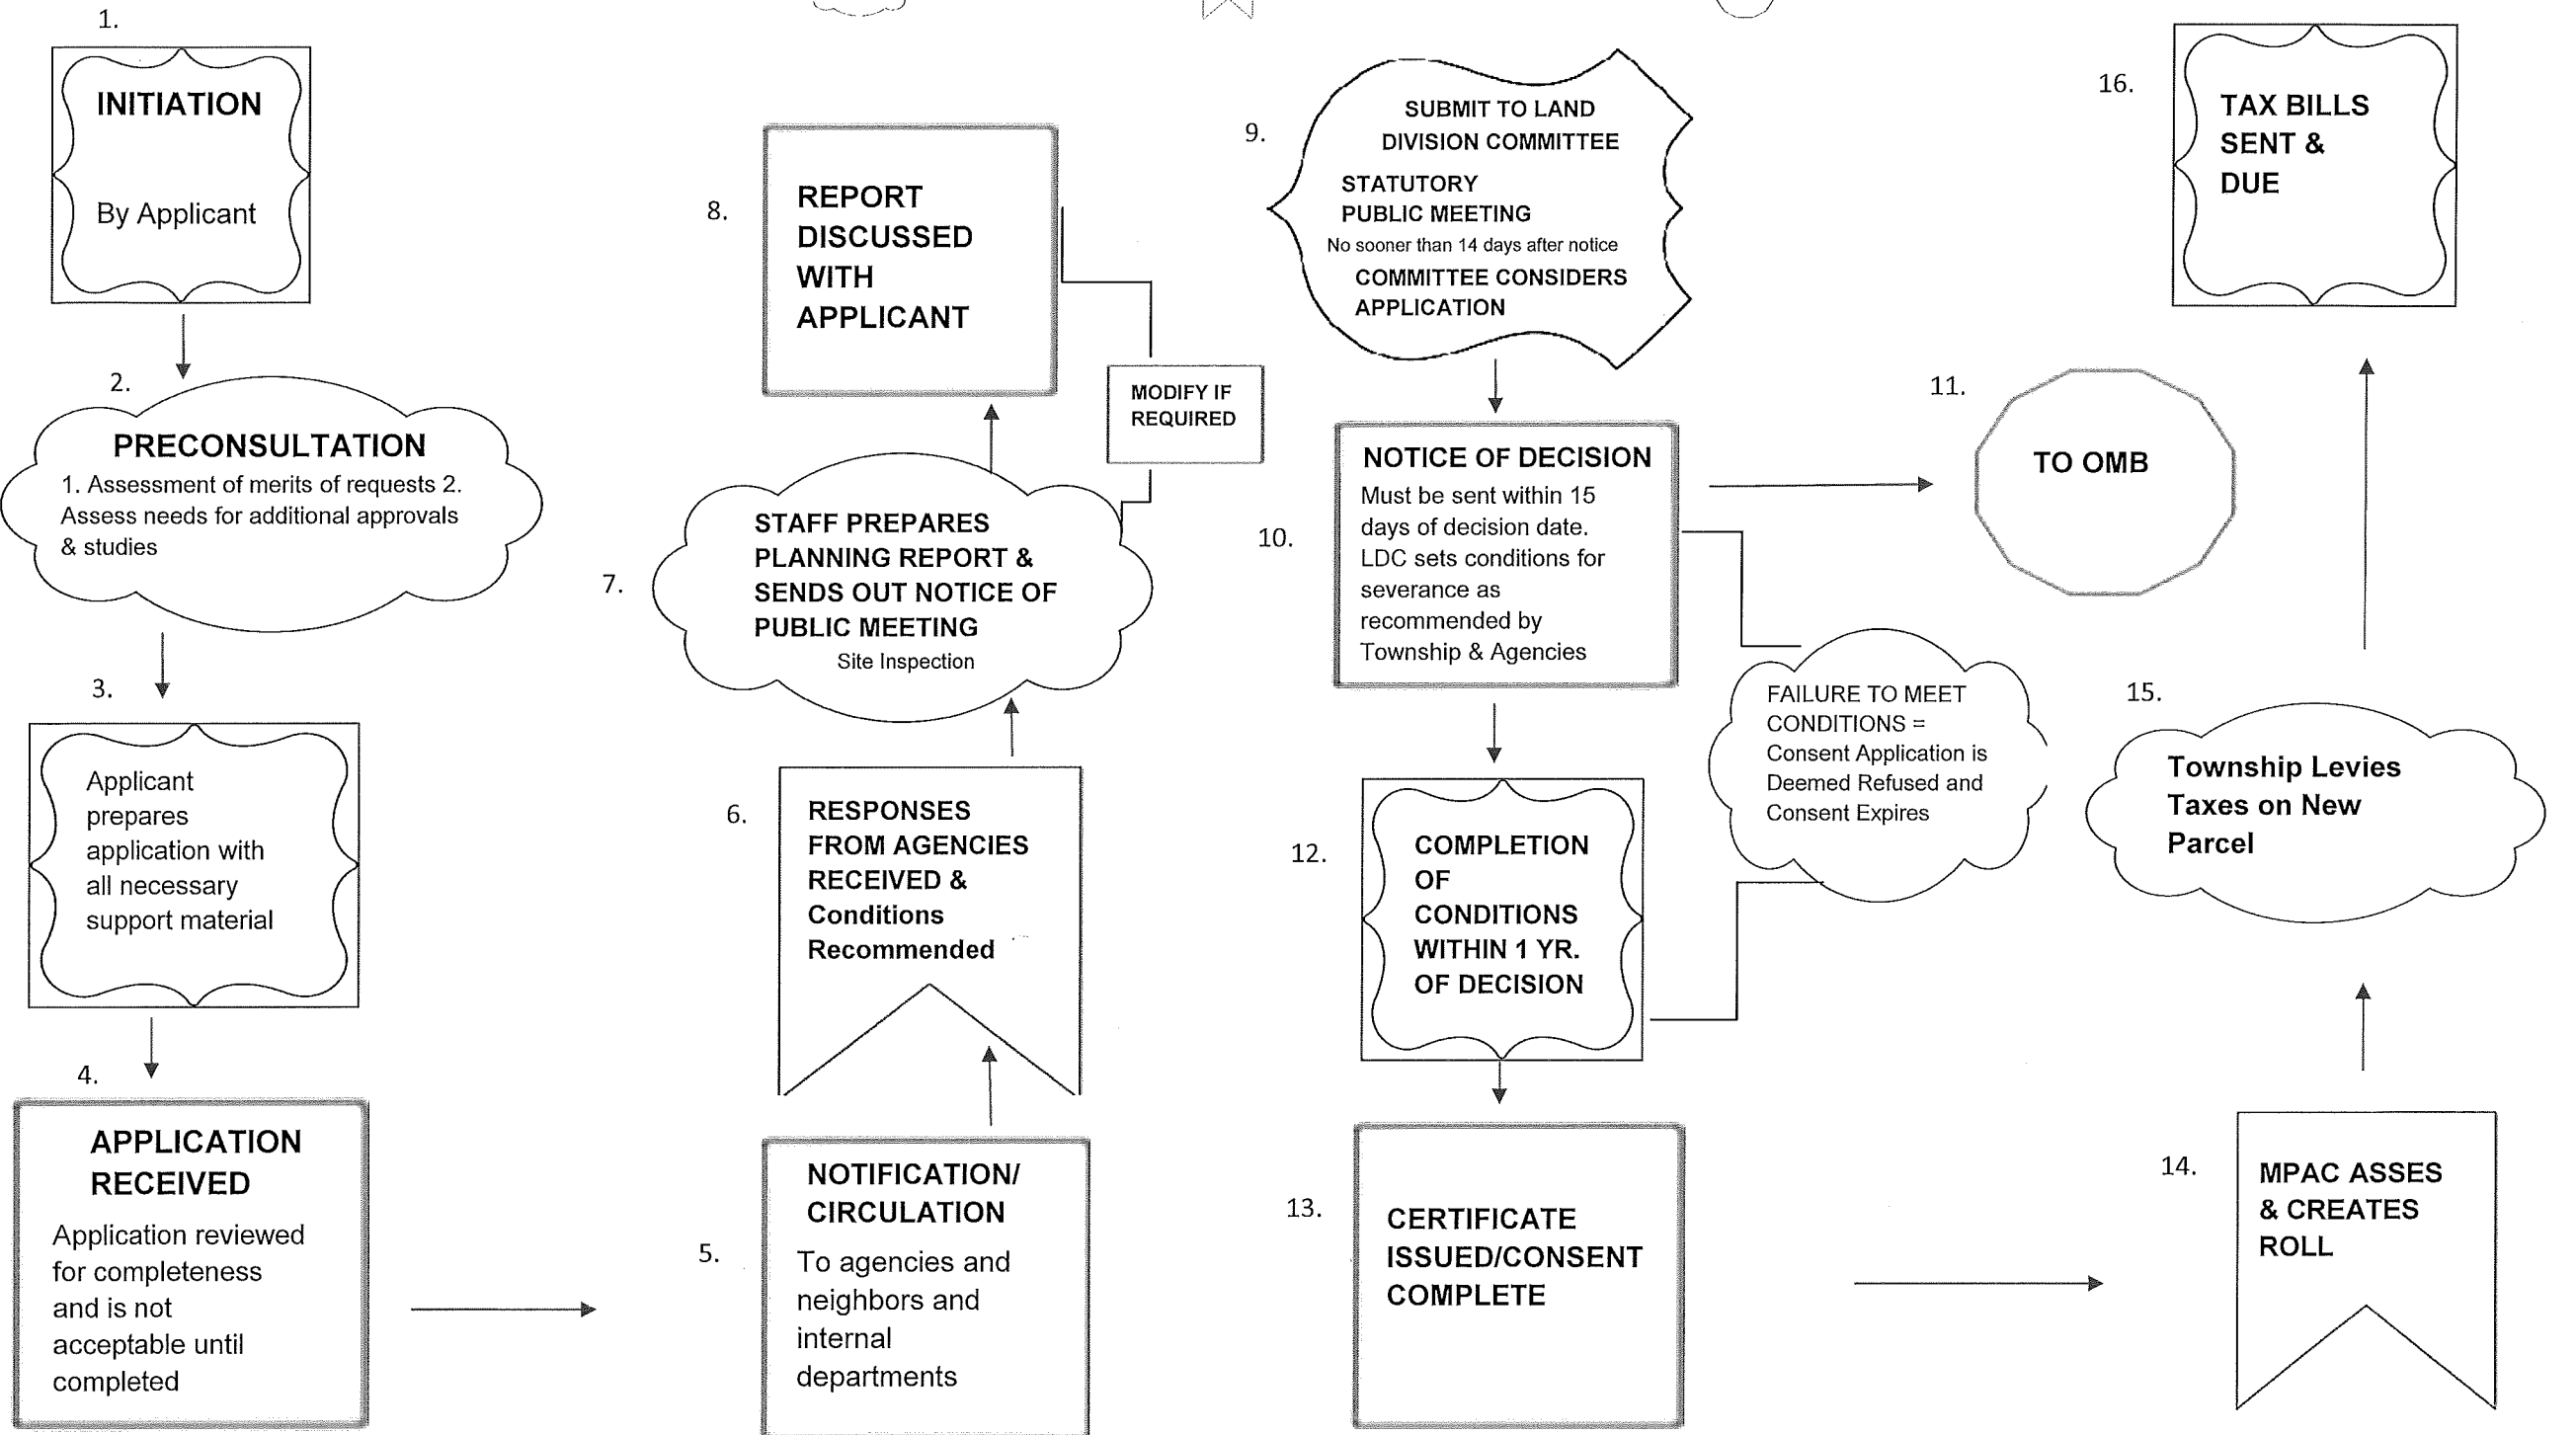 1.
INITIATION
By Applicant
2.
PRECONSULTATION
1. Assessment of merits of requests 2.
Assess needs for additional approvals
& studies
3.
Applicant
prepares
application with
all necessary
support material
4.
APPLICATION
RECEIVED
Application reviewed
for completeness
and is not
acceptable until
completed
5.
NOTIFICATION/
CIRCULATION
To agencies and
neighbors and
internal
departments
6.
RESPONSES
FROM AGENCIES
RECEIVED &
Conditions
Recommended
7.
STAFF PREPARES
PLANNING REPORT &
SENDS OUT NOTICE OF
PUBLIC MEETING
Site Inspection
8.
REPORT
DISCUSSED
WITH
APPLICANT
MODIFY IF
REQUIRED
9.
SUBMIT TO LAND
DIVISION COMMITTEE
STATUTORY
PUBLIC MEETING
No sooner than 14 days after notice
COMMITTEE CONSIDERS
APPLICATION
10.
NOTICE OF DECISION
Must be sent within 15
days of decision date.
LDC sets conditions for
severance as
recommended by
Township & Agencies
11.
TO OMB
FAILURE TO MEET
CONDITIONS =
Consent Application is
Deemed Refused and
Consent Expires
12.
COMPLETION
OF
CONDITIONS
WITHIN 1 YR.
OF DECISION
13.
CERTIFICATE
ISSUED/CONSENT
COMPLETE
14.
MPAC ASSES
& CREATES
ROLL
15.
Township Levies
Taxes on New
Parcel
16.
TAX BILLS
SENT &
DUE